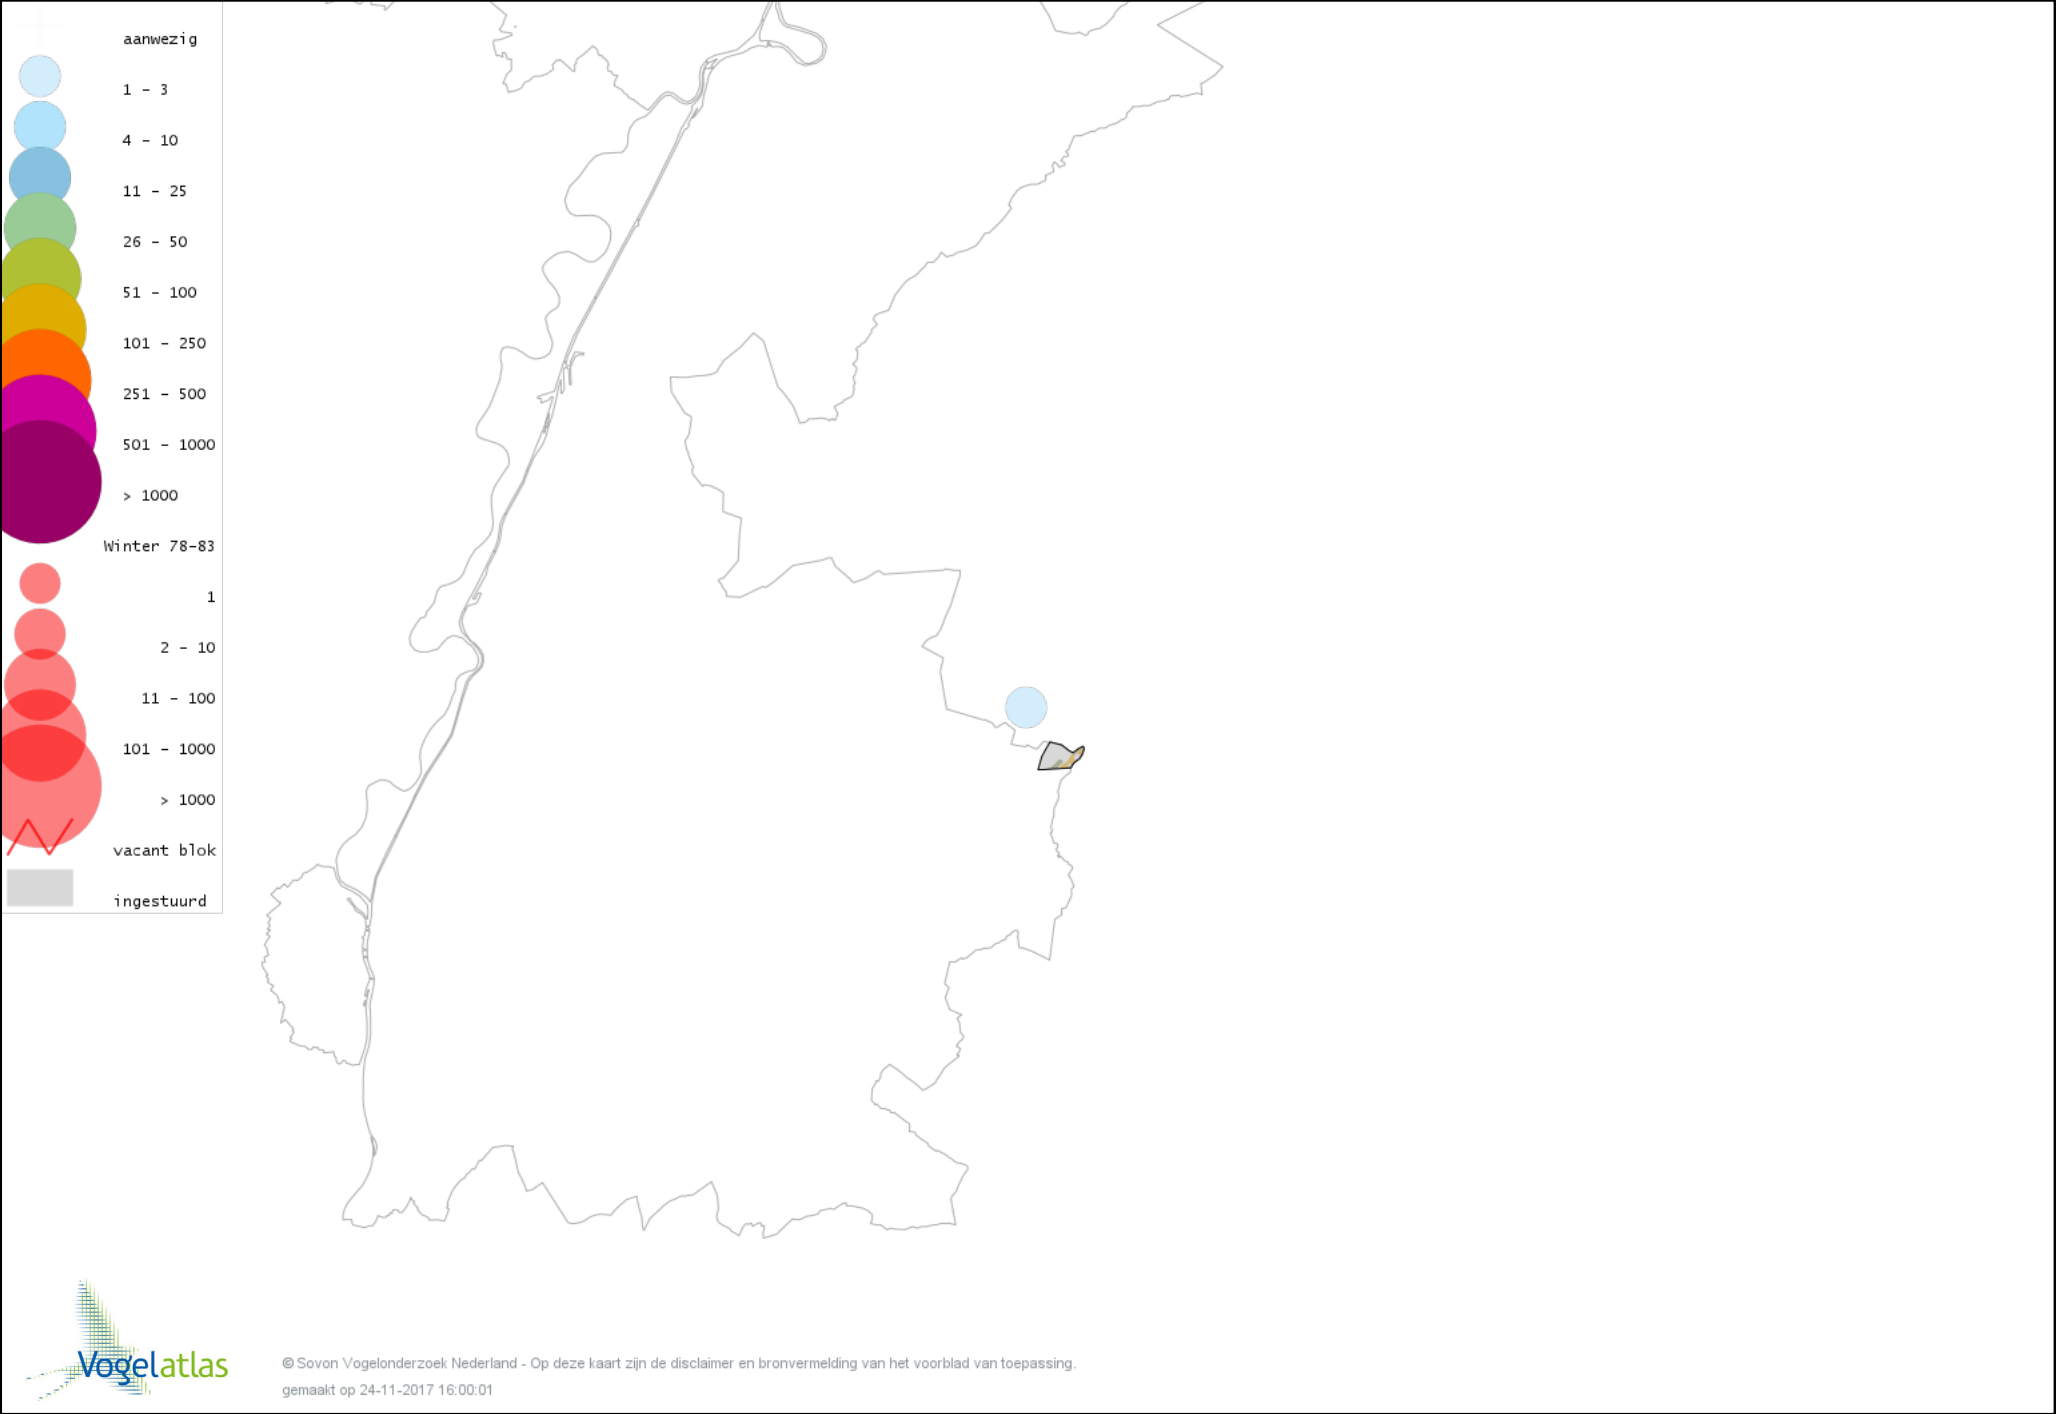 aanwezig
1 - 3
4 - 10
11 - 25
26 - 50
51 - 100
101 - 250
251 - 500
501 - 1000
> 1000
Winter 78-83
1
2 - 10
11 - 100
101 - 1000
> 1000
vacant blok
ingestuurd
Vogelatlas
© Sovon Vogelonderzoek Nederland - Op deze kaart zijn de disclaimer en bronvermelding van het voorblad van toepassing.
gemaakt op 24-11-2017 16:00:01